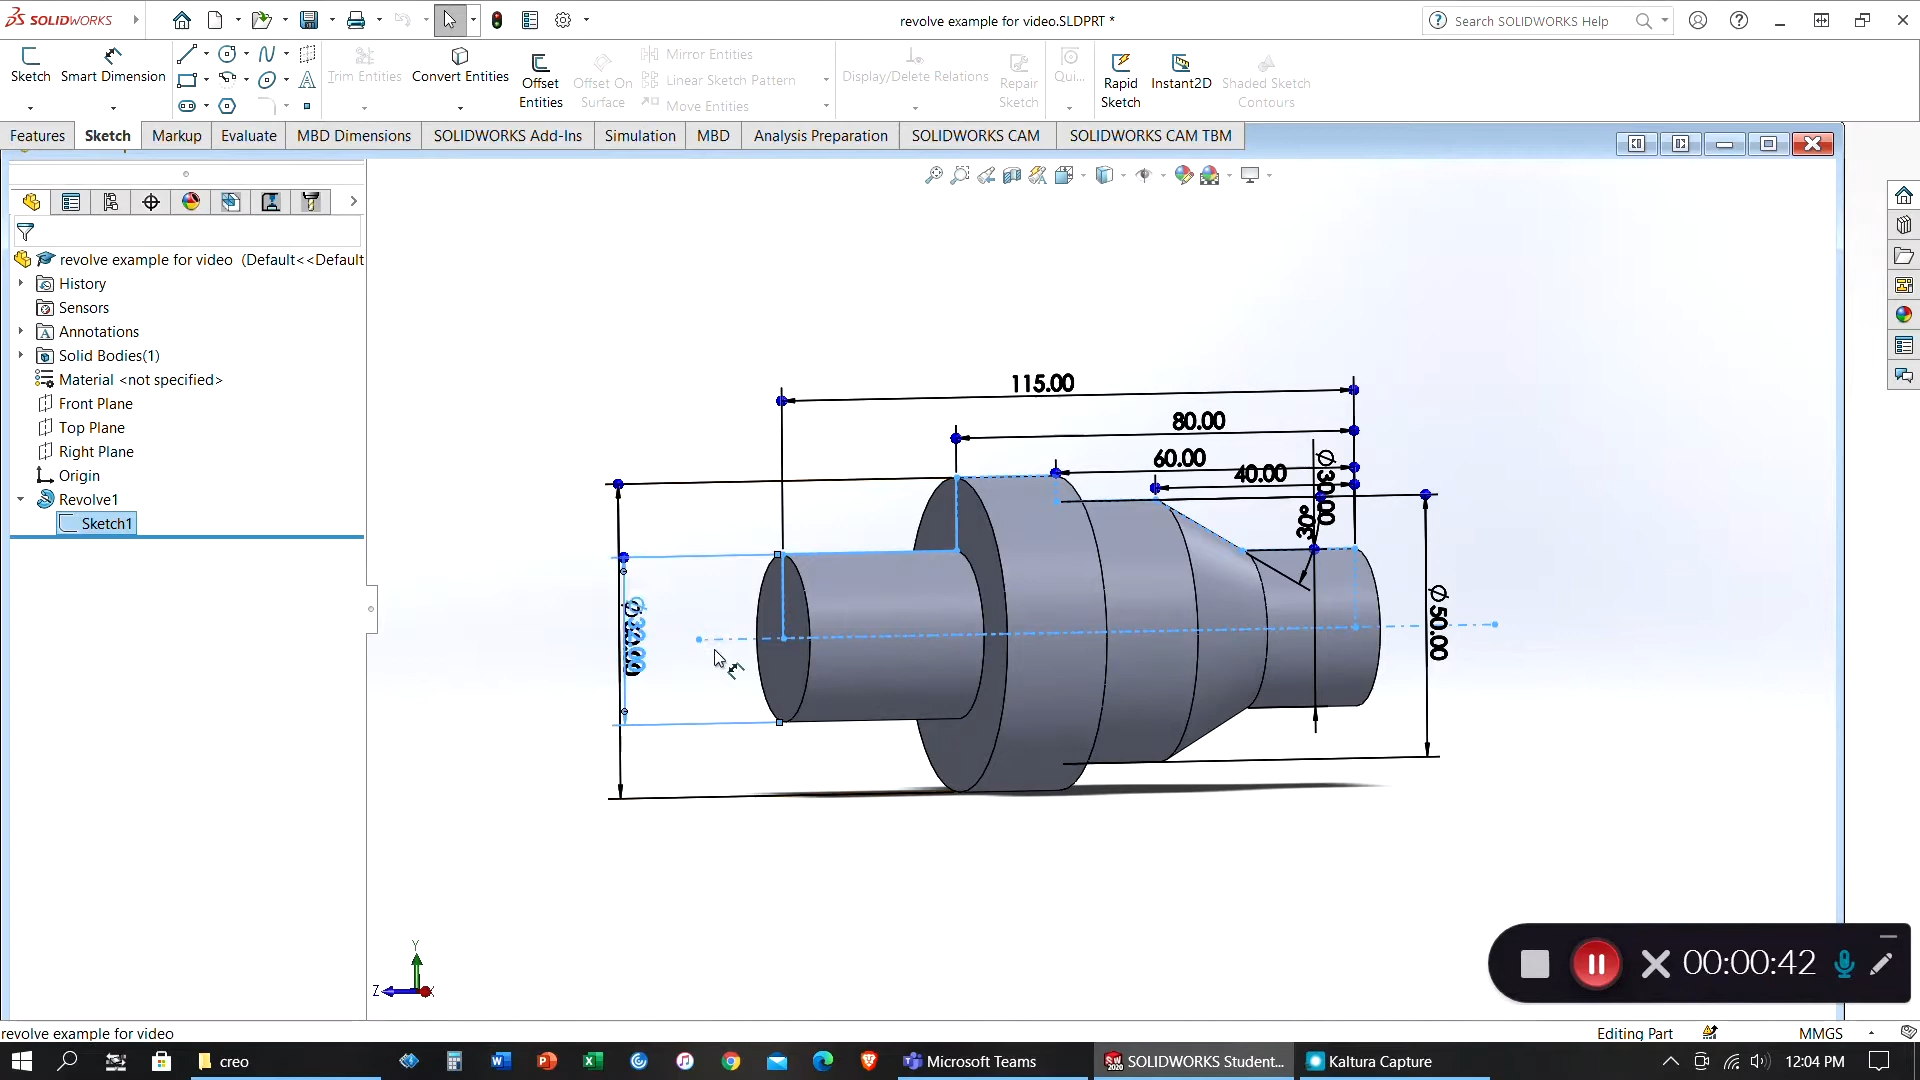 SOLIDWORKS
revolve example for video.SLDPRT *
Search SOLIDWORKS Help
Sketch
Smart Dimension
Trim Entities
Convert Entities
Offset Entities
Offset On Surface
Mirror Entities
Linear Sketch Pattern
Move Entities
Display/Delete Relations
Repair Sketch
Qui...
Rapid Sketch
Instant2D
Shaded Sketch Contours
Features
Sketch
Markup
Evaluate
MBD Dimensions
SOLIDWORKS Add-Ins
Simulation
MBD
Analysis Preparation
SOLIDWORKS CAM
SOLIDWORKS CAM TBM
revolve example for video (Default<<Default
History
Sensors
Annotations
Solid Bodies(1)
Material <not specified>
Front Plane
Top Plane
Right Plane
Origin
Revolve1
Sketch1
115.00
80.00
60.00
40.00
Ø30.00
30°
Ø50.00
Y
Z
X
00:00:42
revolve example for video
Editing Part
MMGS
creo
Microsoft Teams
SOLIDWORKS Student...
Kaltura Capture
12:04 PM